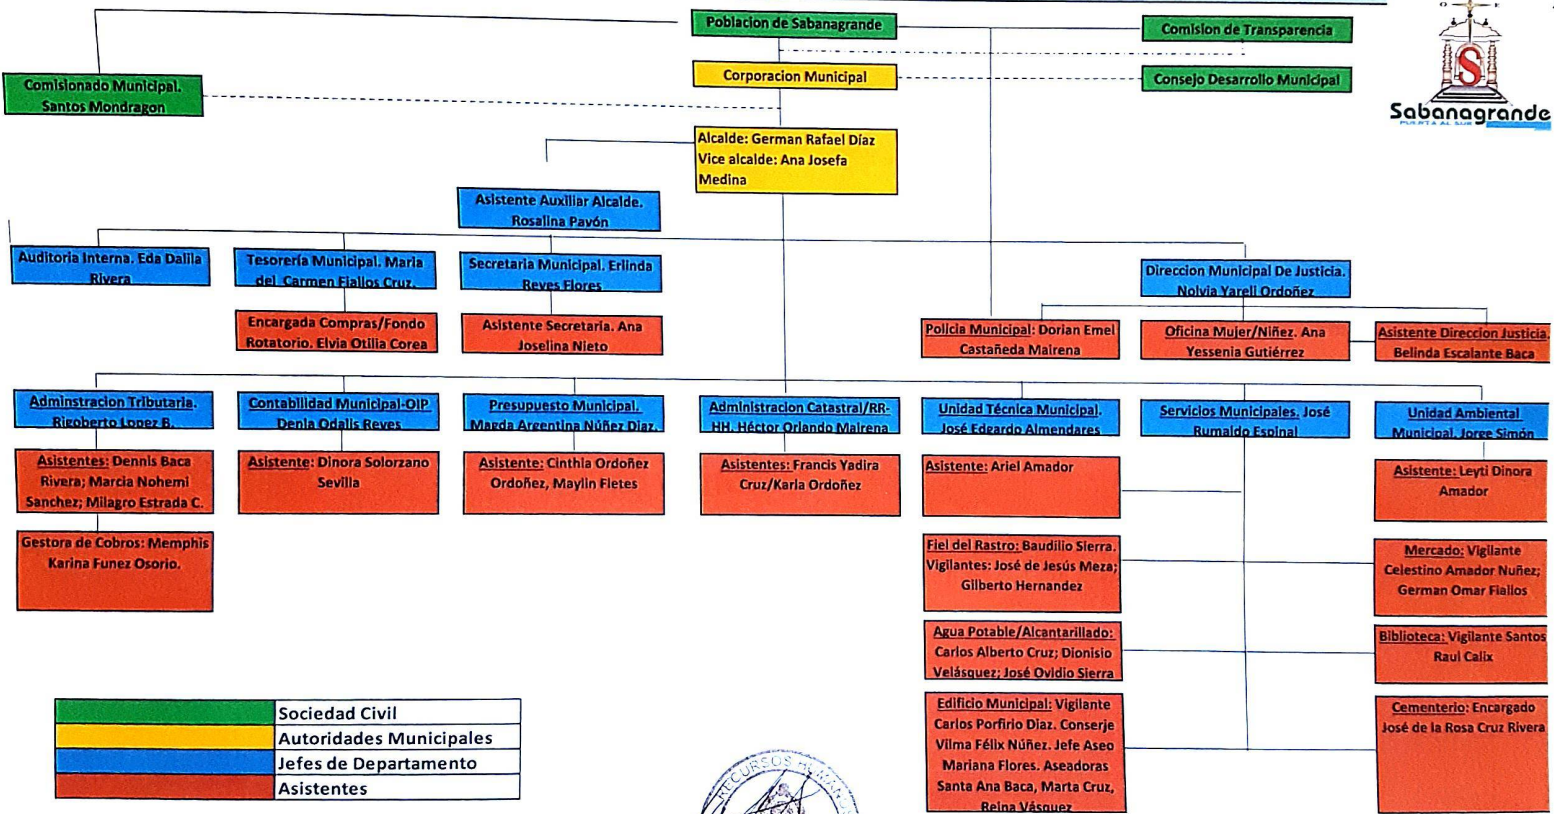 O E
Poblacion de Sabanagrande
Comision de Transparencia
Comisionado Municipal.
Santos Mondragon
Corporacion Municipal
Consejo Desarrollo Municipal
S
Sabanagrande
PUERTA AL SUR
Alcalde: German Rafael Díaz
Vice alcalde: Ana Josefa
Medina
Asistente Auxiliar Alcalde.
Rosalina Pavón
Auditoria Interna. Eda Dalila
Rivera
Tesorería Municipal. Maria
del Carmen Fiallos Cruz.
Secretaria Municipal. Erlinda
Reyes Flores
Direccion Municipal De Justicia.
Nolvia Yareli Ordoñez
Encargada Compras/Fondo
Rotatorio. Elvia Otilia Corea
Asistente Secretaria. Ana
Joselina Nieto
Policia Municipal: Dorian Emel
Castañeda Mairena
Oficina Mujer/Niñez. Ana
Yessenia Gutiérrez
Asistente Direccion Justicia.
Belinda Escalante Baca
Adminstracion Tributaria.
Rigoberto Lopez B.
Contabilidad Municipal-OIP
Denia Odalis Reyes
Presupuesto Municipal.
Magda Argentina Núñez Diaz.
Administracion Catastral/RR-
HH. Héctor Orlando Mairena
Unidad Técnica Municipal.
José Edgardo Almendares
Servicios Municipales. José
Rumaldo Espinal
Unidad Ambiental
Municipal. Jorge Simón
Asistentes: Dennis Baca
Rivera; Marcia Nohemi
Sanchez; Milagro Estrada C.
Asistente: Dinora Solorzano
Sevilla
Asistente: Cinthia Ordoñez
Ordoñez, Maylin Fletes
Asistentes: Francis Yadira
Cruz/Karla Ordoñez
Asistente: Ariel Amador
Asistente: Leyti Dinora
Amador
Gestora de Cobros: Memphis
Karina Funez Osorio.
Fiel del Rastro: Baudilio Sierra.
Vigilantes: José de Jesús Meza;
Gilberto Hernandez
Mercado: Vigilante
Celestino Amador Nuñez;
German Omar Fiallos
Agua Potable/Alcantarillado:
Carlos Alberto Cruz; Dionisio
Velásquez; José Ovidio Sierra
Biblioteca: Vigilante Santos
Raul Calix
Edificio Municipal: Vigilante
Carlos Porfirio Diaz. Conserje
Vilma Félix Núñez. Jefe Aseo
Mariana Flores. Aseadoras
Santa Ana Baca, Marta Cruz,
Reina Vásquez
Cementerio: Encargado
José de la Rosa Cruz Rivera
Sociedad Civil
Autoridades Municipales
Jefes de Departamento
Asistentes
RECURSOS HUMANOS